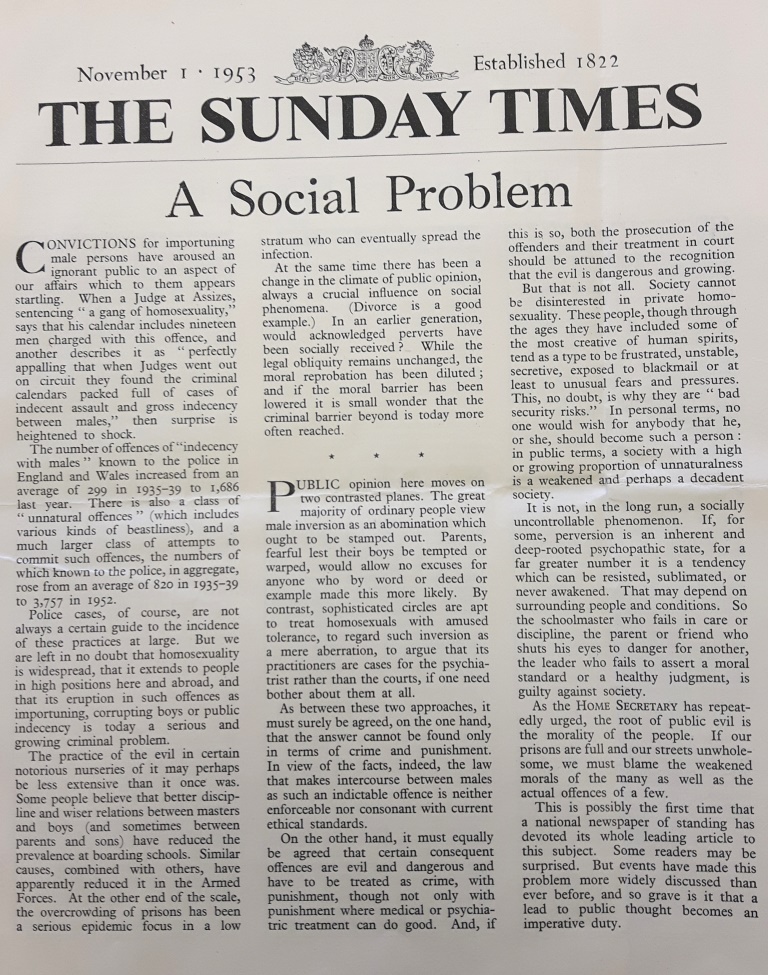 November 1 · 1953
Established 1822
THE SUNDAY TIMES
A Social Problem
CONVICTIONS for importuning
male persons have aroused an
ignorant public to an aspect of
our affairs which to them appears
startling. When a Judge at Assizes,
sentencing " a gang of homosexuality,"
says that his calendar includes nineteen
men charged with this offence, and
another describes it as " perfectly
appalling that when Judges went out
on circuit they found the criminal
calendars packed full of cases of
indecent assault and gross indecency
between males," then surprise is
heightened to shock.
The number of offences of "indecency
with males" known to the police in
England and Wales increased from an
average of 299 in 1935-39 to 1,686
last year. There is also a class of
" unnatural offences " (which includes
various kinds of beastliness), and a
much larger class of attempts to
commit such offences, the numbers of
which known to the police, in aggregate,
rose from an average of 820 in 1935-39
to 3,757 in 1952.
Police cases, of course, are not
always a certain guide to the incidence
of these practices at large. But we
are left in no doubt that homosexuality
is widespread, that it extends to people
in high positions here and abroad, and
that its eruption in such offences as
importuning, corrupting boys or public
indecency is today a serious and
growing criminal problem.
The practice of the evil in certain
notorious nurseries of it may perhaps
be less extensive than it once was.
Some people believe that better discip-
line and wiser relations between masters
and boys (and sometimes between
parents and sons) have reduced the
prevalence at boarding schools. Similar
causes, combined with others, have
apparently reduced it in the Armed
Forces. At the other end of the scale,
the overcrowding of prisons has been
a serious epidemic focus in a low
stratum who can eventually spread the
infection.
At the same time there has been a
change in the climate of public opinion,
always a crucial influence on social
phenomena. (Divorce is a good
example.) In an earlier generation,
would acknowledged perverts have
been socially received? While the
legal obliquity remains unchanged, the
moral reprobation has been diluted ;
and if the moral barrier has been
lowered it is small wonder that the
criminal barrier beyond is today more
often reached.
* * *
PUBLIC opinion here moves on
two contrasted planes. The great
majority of ordinary people view
male inversion as an abomination which
ought to be stamped out. Parents,
fearful lest their boys be tempted or
warped, would allow no excuses for
anyone who by word or deed or
example made this more likely. By
contrast, sophisticated circles are apt
to treat homosexuals with amused
tolerance, to regard such inversion as
a mere aberration, to argue that its
practitioners are cases for the psychia-
trist rather than the courts, if one need
bother about them at all.
As between these two approaches, it
must surely be agreed, on the one hand,
that the answer cannot be found only
in terms of crime and punishment.
In view of the facts, indeed, the law
that makes intercourse between males
as such an indictable offence is neither
enforceable nor consonant with current
ethical standards.
On the other hand, it must equally
be agreed that certain consequent
offences are evil and dangerous and
have to be treated as crime, with
punishment, though not only with
punishment where medical or psychia-
tric treatment can do good. And, if
this is so, both the prosecution of the
offenders and their treatment in court
should be attuned to the recognition
that the evil is dangerous and growing.
But that is not all. Society cannot
be disinterested in private homo-
sexuality. These people, though through
the ages they have included some of
the most creative of human spirits,
tend as a type to be frustrated, unstable,
secretive, exposed to blackmail or at
least to unusual fears and pressures.
This, no doubt, is why they are " bad
security risks." In personal terms, no
one would wish for anybody that he,
or she, should become such a person :
in public terms, a society with a high
or growing proportion of unnaturalness
is a weakened and perhaps a decadent
society.
It is not, in the long run, a socially
uncontrollable phenomenon. If, for
some, perversion is an inherent and
deep-rooted psychopathic state, for a
far greater number it is a tendency
which can be resisted, sublimated, or
never awakened. That may depend on
surrounding people and conditions. So
the schoolmaster who fails in care or
discipline, the parent or friend who
shuts his eyes to danger for another,
the leader who fails to assert a moral
standard or a healthy judgment, is
guilty against society.
As the HOME SECRETARY has repeat-
edly urged, the root of public evil is
the morality of the people. If our
prisons are full and our streets unwhole-
some, we must blame the weakened
morals of the many as well as the
actual offences of a few.
This is possibly the first time that
a national newspaper of standing has
devoted its whole leading article to
this subject. Some readers may be
surprised. But events have made this
problem more widely discussed than
ever before, and so grave is it that a
lead to public thought becomes an
imperative duty.